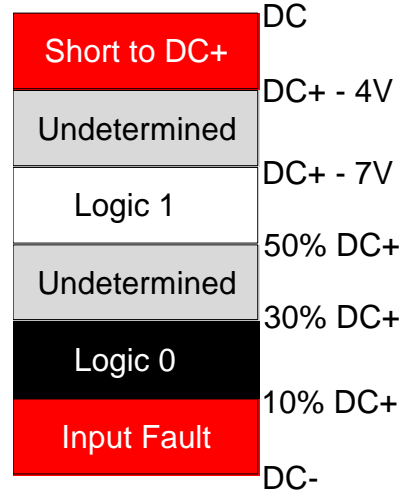 DC
Short to DC+
DC+ - 4V
Undetermined
DC+ - 7V
Logic 1
50% DC+
Undetermined
30% DC+
Logic 0
10% DC+
Input Fault
DC-